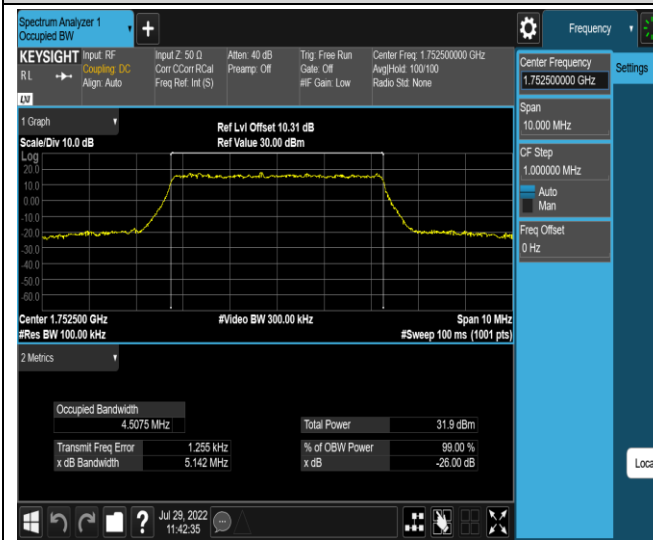 Spectrum Analyzer 1
Occupied BW
+
Frequency
KEYSIGHT
RL
LXI
Input: RF
Coupling: DC
Align: Auto
Input Z: 50 Ω
Corr CCorr RCal
Freq Ref: Int (S)
Atten: 40 dB
Preamp: Off
Trig: Free Run
Gate: Off
#IF Gain: Low
Center Freq: 1.752500000 GHz
Avg|Hold: 100/100
Radio Std: None
Center Frequency
1.752500000 GHz
Settings
Span
10.000 MHz
CF Step
1.000000 MHz
Auto
Man
Freq Offset
0 Hz
1 Graph
Scale/Div 10.0 dB
Ref Lvl Offset 10.31 dB
Ref Value 30.00 dBm
Log
20.0
10.0
0.00
-10.0
-20.0
-30.0
-40.0
-50.0
-60.0
Center 1.752500 GHz
#Video BW 300.00 kHz
Span 10 MHz
#Res BW 100.00 kHz
#Sweep 100 ms (1001 pts)
2 Metrics
Occupied Bandwidth
4.5075 MHz
Total Power 31.9 dBm
Transmit Freq Error 1.255 kHz
% of OBW Power 99.00 %
x dB Bandwidth 5.142 MHz
x dB -26.00 dB
Loca
?
Jul 29, 2022
11:42:35